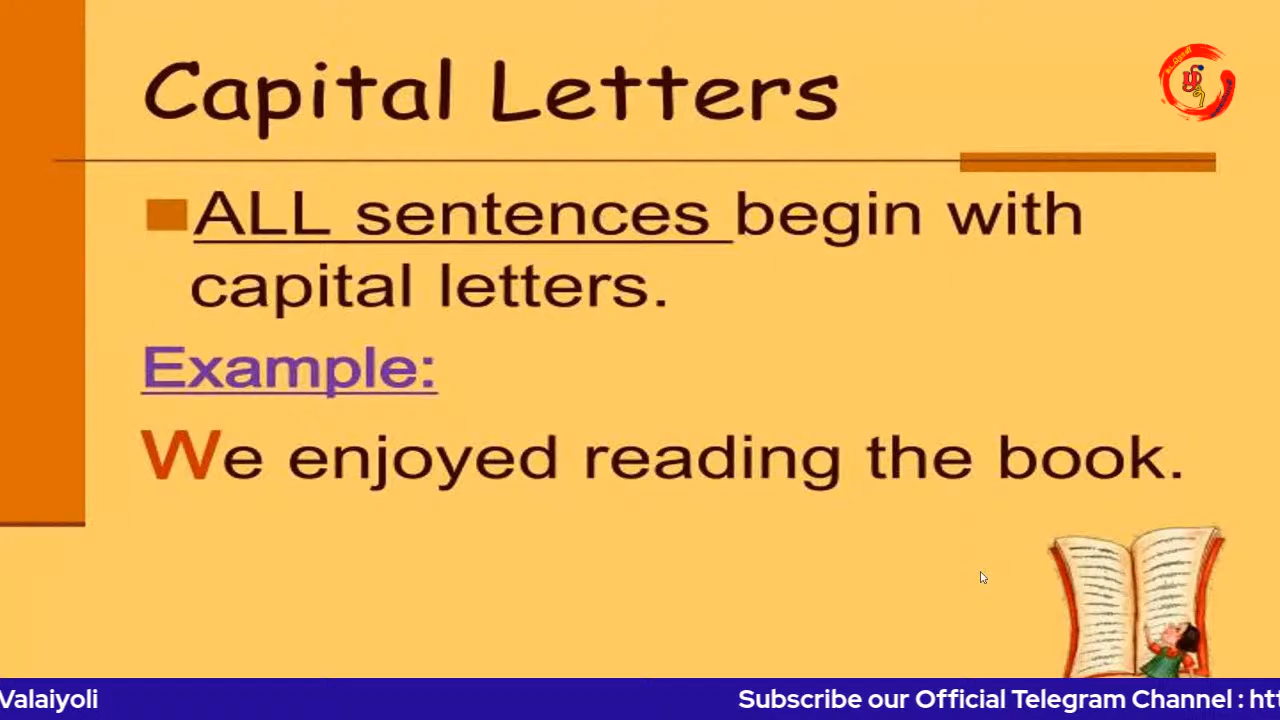 Capital Letters
ALL sentences begin with
capital letters.
Example:
We enjoyed reading the book.
Valaiyoli
Subscribe our Official Telegram Channel : htt